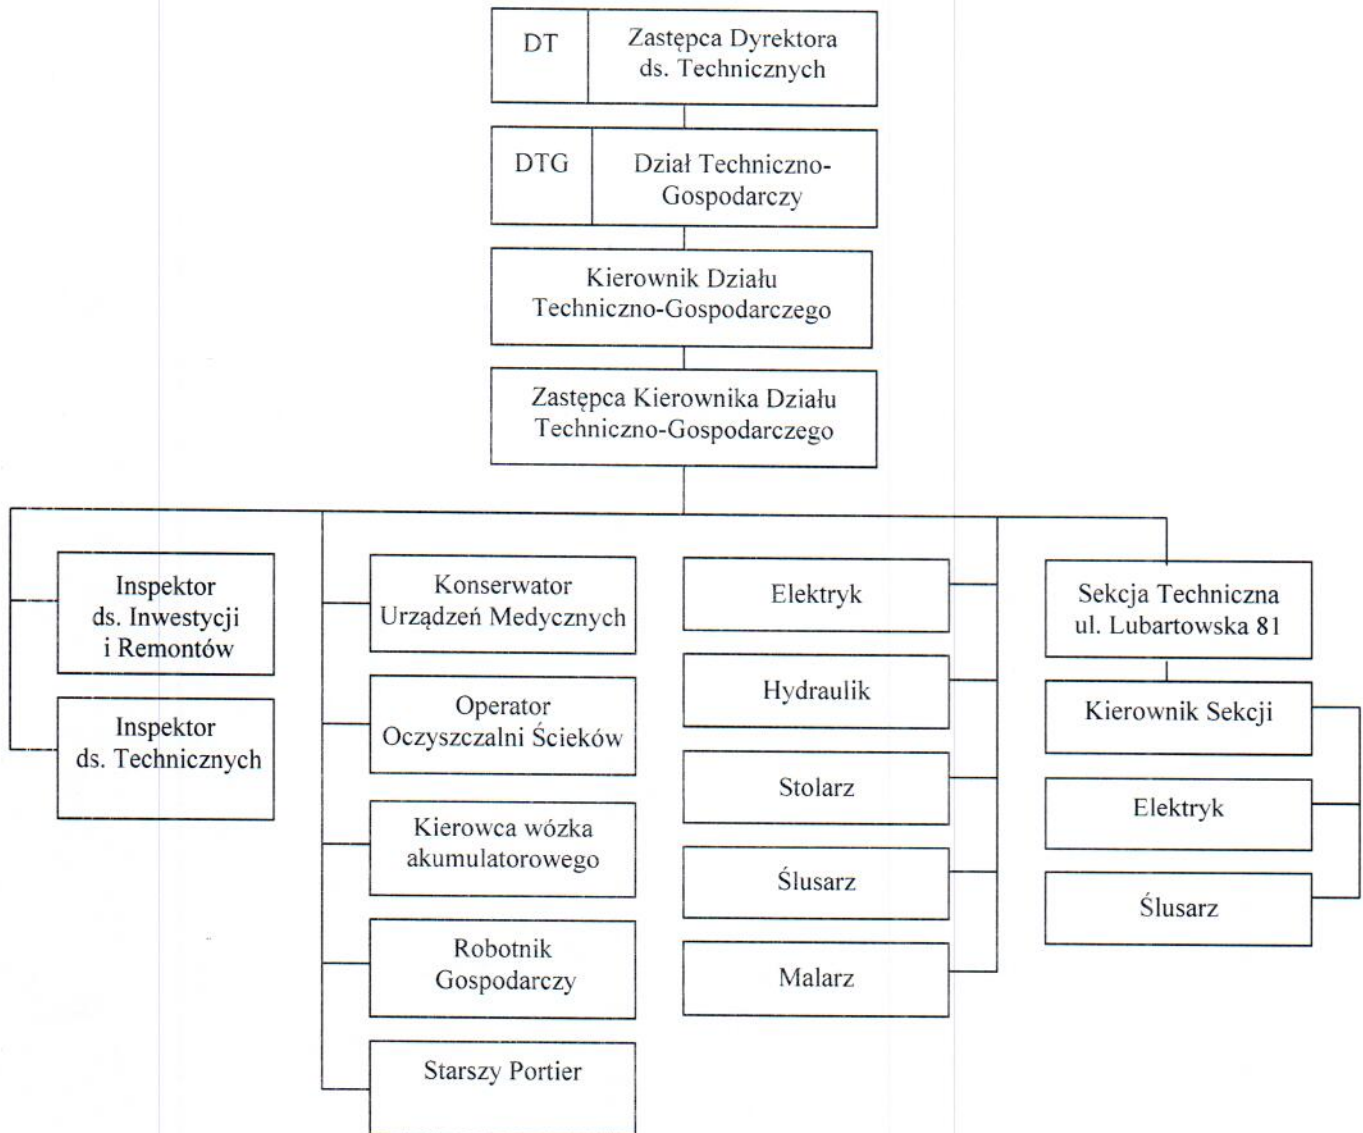 DT
Zastępca Dyrektora
ds. Technicznych
DTG
Dział Techniczno-
Gospodarczy
Kierownik Działu
Techniczno-Gospodarczego
Zastępca Kierownika Działu
Techniczno-Gospodarczego
Inspektor
ds. Inwestycji
i Remontów
Inspektor
ds. Technicznych
Konserwator
Urządzeń Medycznych
Operator
Oczyszczalni Ścieków
Kierowca wózka
akumulatorowego
Robotnik
Gospodarczy
Starszy Portier
Elektryk
Hydraulik
Stolarz
Ślusarz
Malarz
Sekcja Techniczna
ul. Lubartowska 81
Kierownik Sekcji
Elektryk
Ślusarz